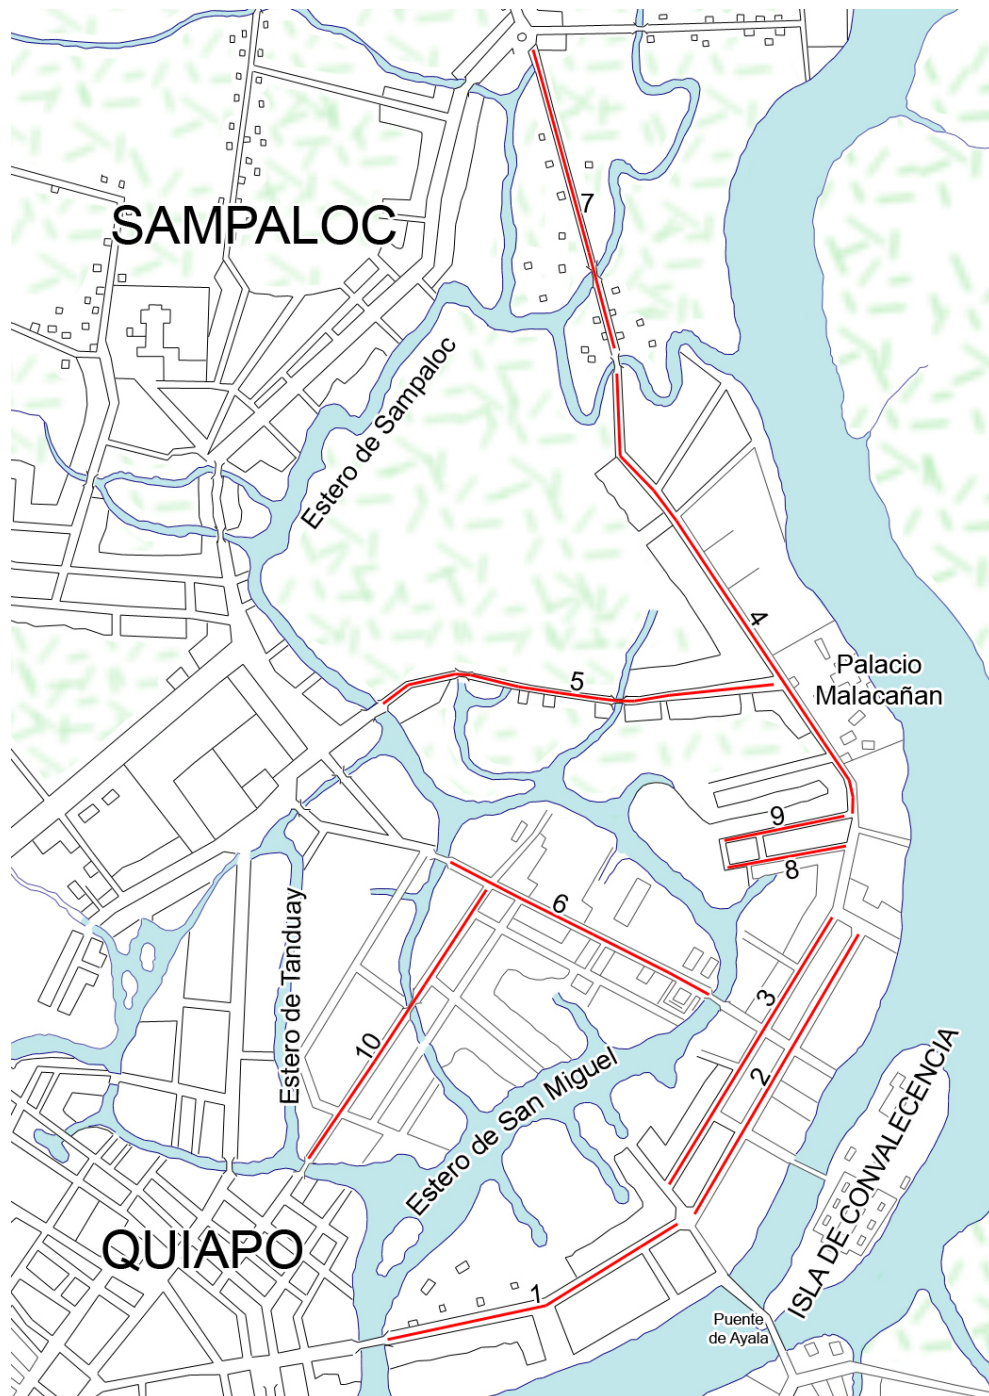 7
SAMPALOC
Estero de Sampaloc
4
Palacio
Malacañan
5
9
8
6
Estero de Tanduay
3
10
2
Estero de San Miguel
ISLA DE CONVALECENCIA
QUIAPO
1
Puente
de Ayala